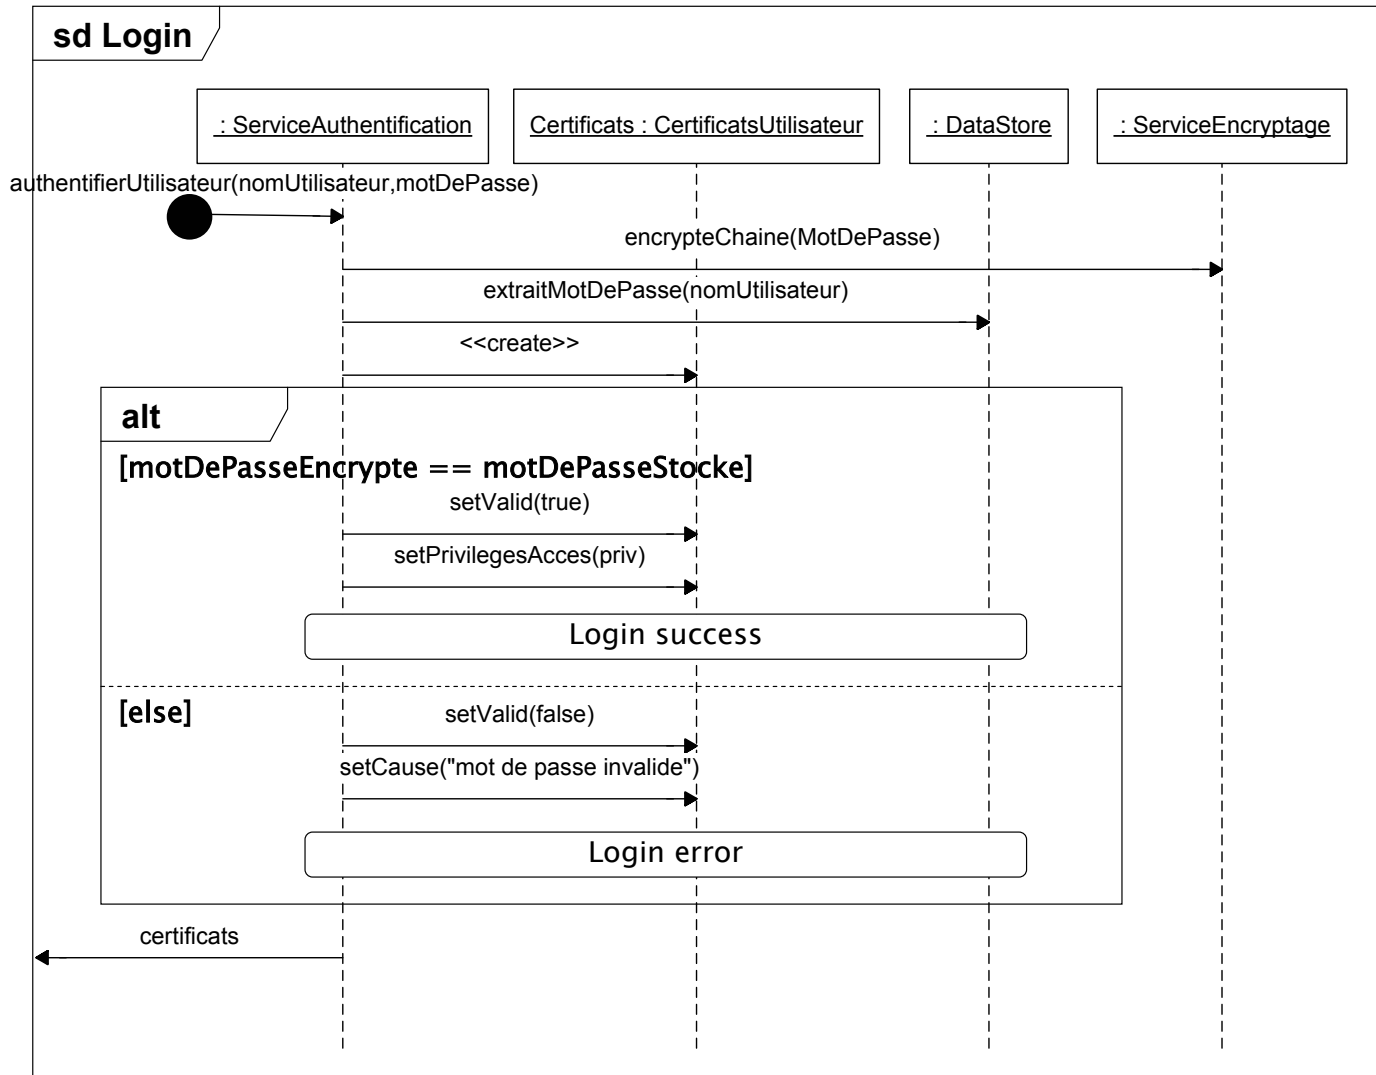 sd Login
: ServiceAuthentification
Certificats : CertificatsUtilisateur
: DataStore
: ServiceEncryptage
authentifierUtilisateur(nomUtilisateur,motDePasse)
encrypteChaine(MotDePasse)
extraitMotDePasse(nomUtilisateur)
<<create>>
alt
[motDePasseEncrypte == motDePasseStocke]
setValid(true)
setPrivilegesAcces(priv)
Login success
[else]
setValid(false)
setCause("mot de passe invalide")
Login error
certificats